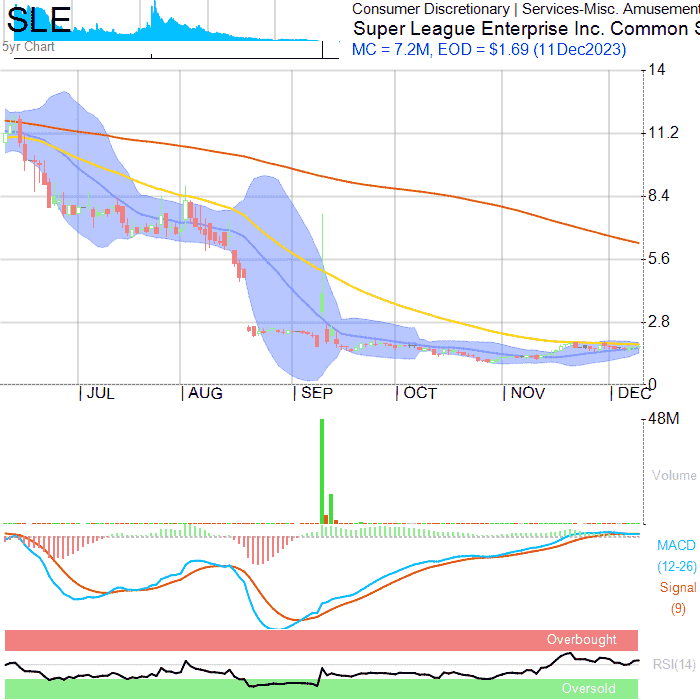 SLE
5yr Chart
Consumer Discretionary | Services-Misc. Amusement
Super League Enterprise Inc. Common S
MC = 7.2M, EOD = $1.69 (11Dec2023)
14
11.2
8.4
5.6
2.8
0
JUL
AUG
SEP
OCT
NOV
DEC
48M
Volume
MACD
(12-26)
Signal
(9)
Overbought
RSI(14)
Oversold